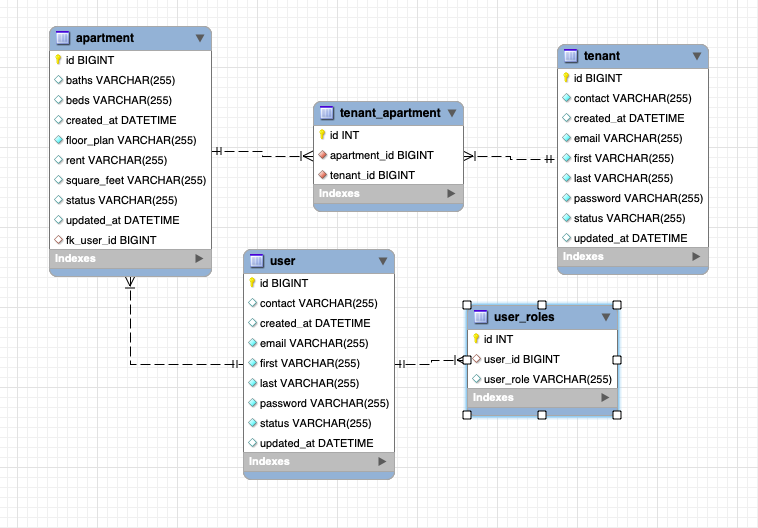 apartment
id BIGINT
baths VARCHAR(255)
beds VARCHAR(255)
created_at DATETIME
floor_plan VARCHAR(255)
rent VARCHAR(255)
square_feet VARCHAR(255)
status VARCHAR(255)
updated_at DATETIME
fk_user_id BIGINT
Indexes
tenant_apartment
id INT
apartment_id BIGINT
tenant_id BIGINT
Indexes
tenant
id BIGINT
contact VARCHAR(255)
created_at DATETIME
email VARCHAR(255)
first VARCHAR(255)
last VARCHAR(255)
password VARCHAR(255)
status VARCHAR(255)
updated_at DATETIME
Indexes
user
id BIGINT
contact VARCHAR(255)
created_at DATETIME
email VARCHAR(255)
first VARCHAR(255)
last VARCHAR(255)
password VARCHAR(255)
status VARCHAR(255)
updated_at DATETIME
Indexes
user_roles
id INT
user_id BIGINT
user_role VARCHAR(255)
Indexes